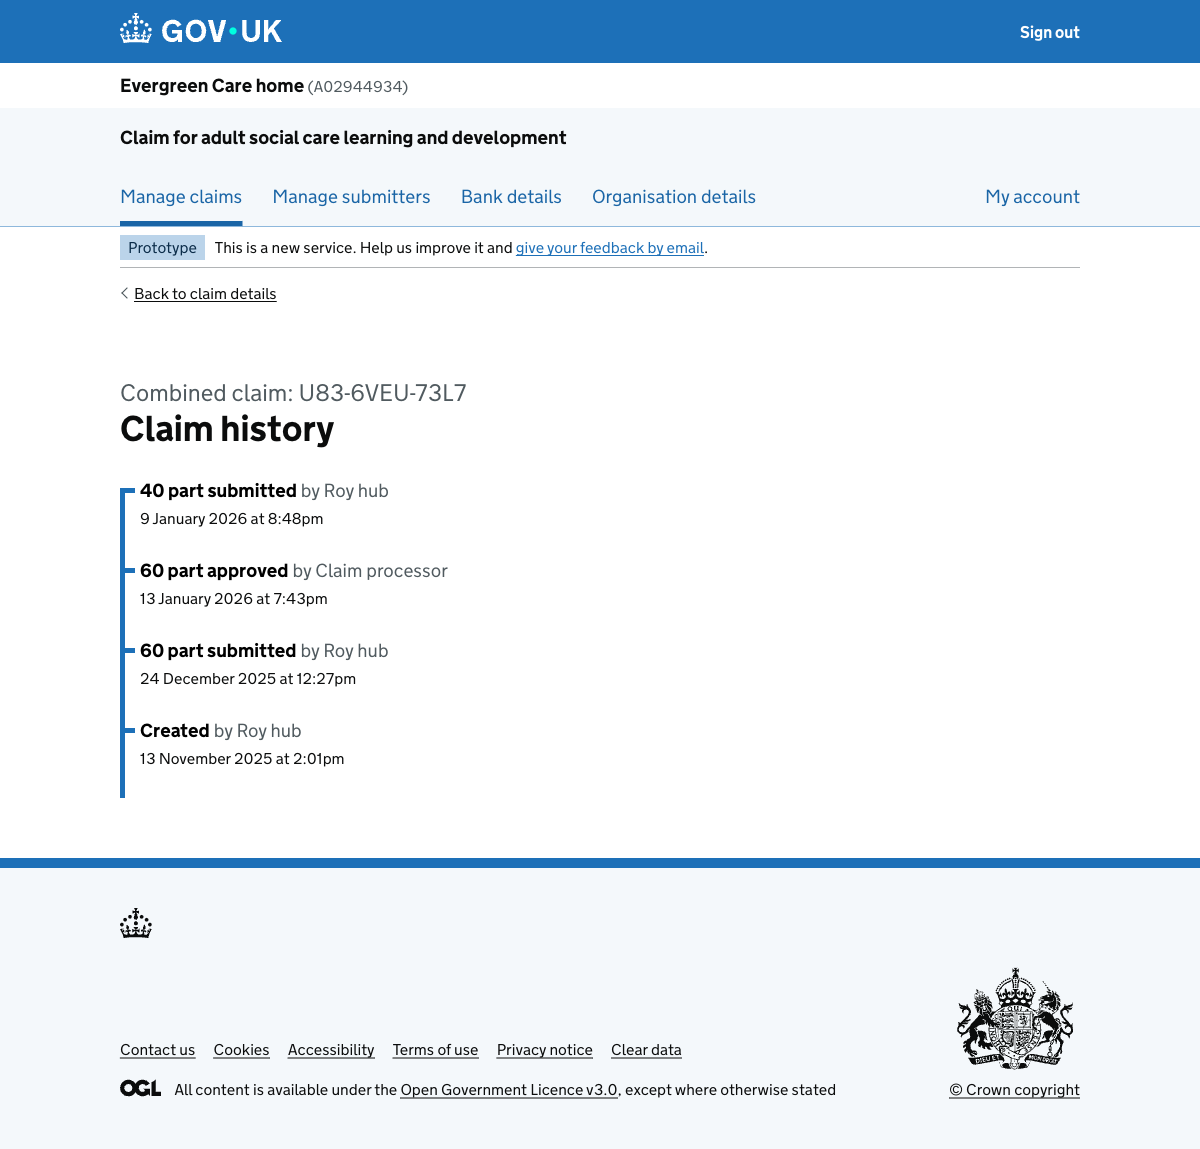 GOV·UK
Sign out
Evergreen Care home (A02944934)
Claim for adult social care learning and development
Manage claims Manage submitters Bank details Organisation details My account
Prototype This is a new service. Help us improve it and give your feedback by email.
Back to claim details
Combined claim: U83-6VEU-73L7
Claim history
40 part submitted by Roy hub
9 January 2026 at 8:48pm
60 part approved by Claim processor
13 January 2026 at 7:43pm
60 part submitted by Roy hub
24 December 2025 at 12:27pm
Created by Roy hub
13 November 2025 at 2:01pm
DIEU ET MON DROIT
Contact us Cookies Accessibility Terms of use Privacy notice Clear data
OGL All content is available under the Open Government Licence v3.0, except where otherwise stated
© Crown copyright